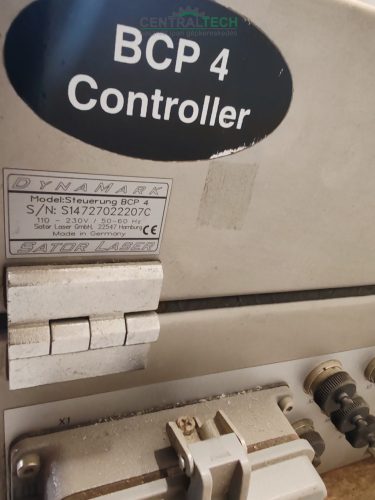 CENTRALTECH
BCP 4
Controller
DYNAMARK
Model:Steuerung BCP 4
S/N: S14727022207C
110 - 230V / 50-60 Hz
Sator Laser GmbH, 22547 Hamburg
Made in Germany
CE
SATOR LASER
X1